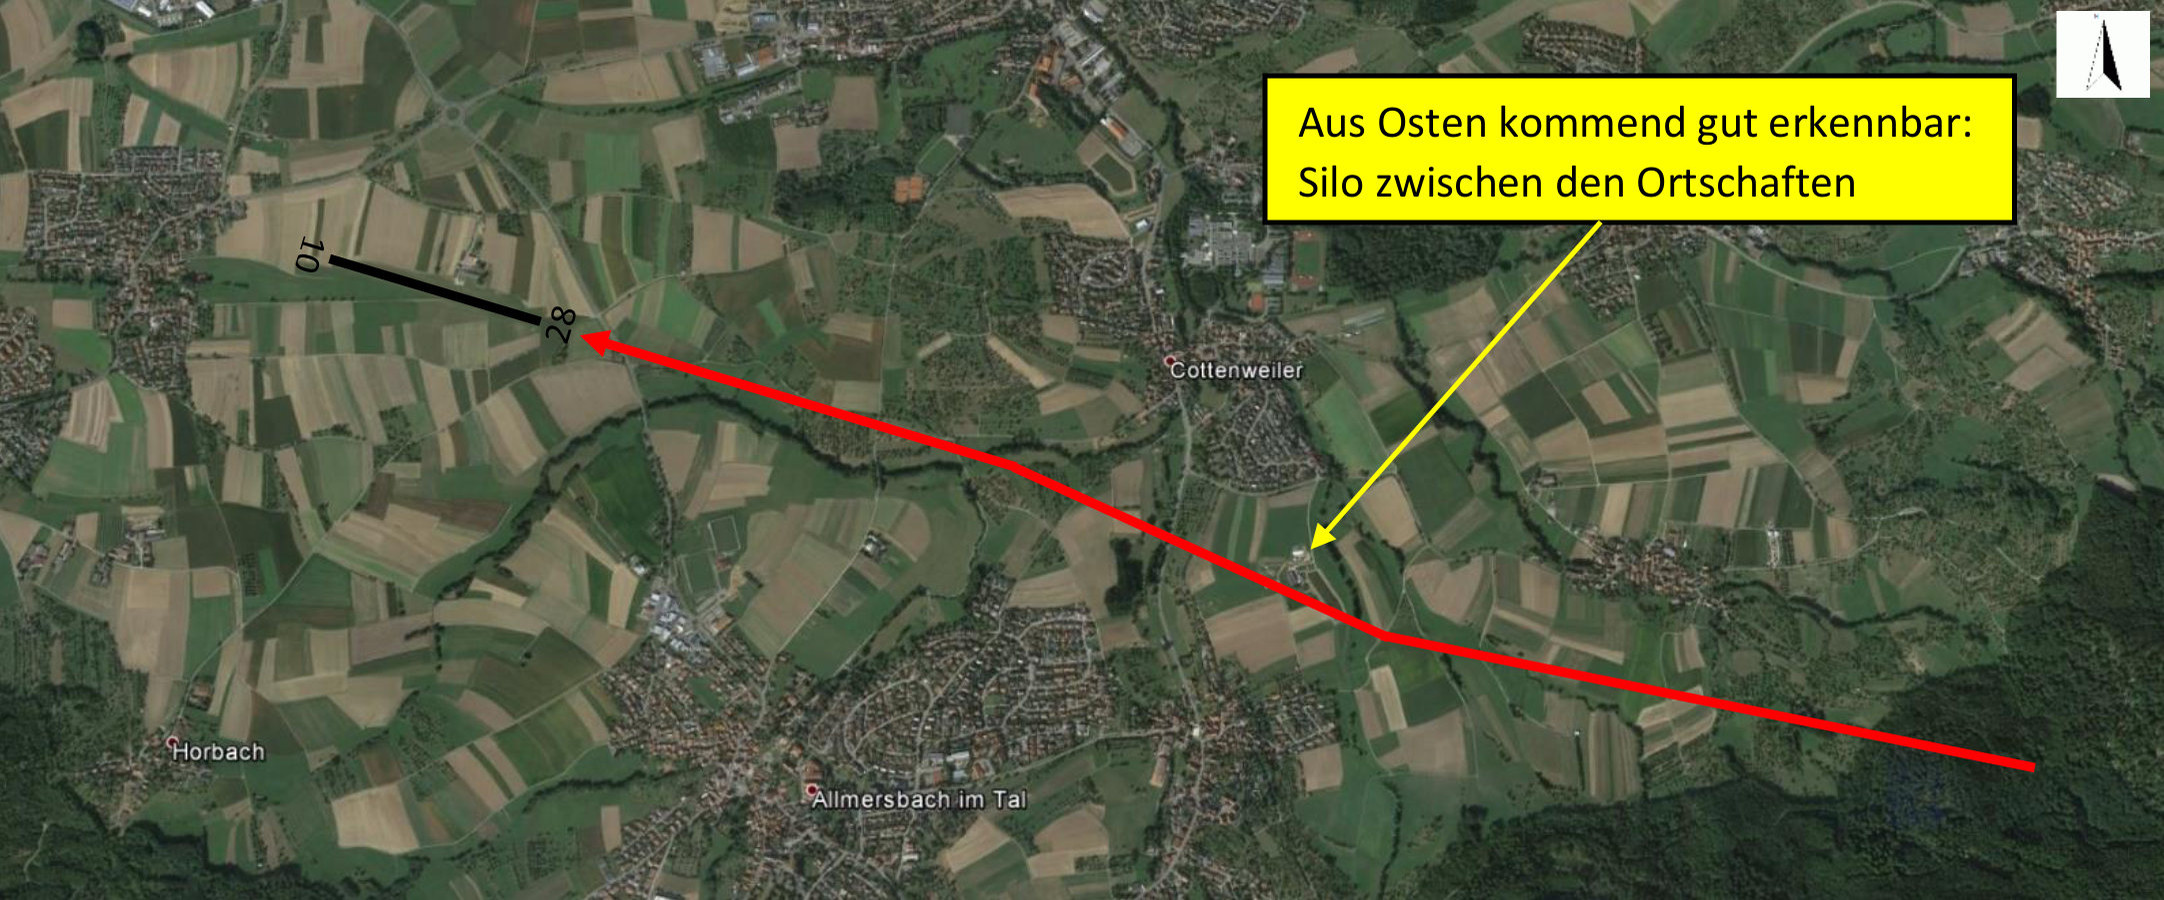 Aus Osten kommend gut erkennbar:
Silo zwischen den Ortschaften
10
28
Cottenweiler
Horbach
Allmersbach im Tal